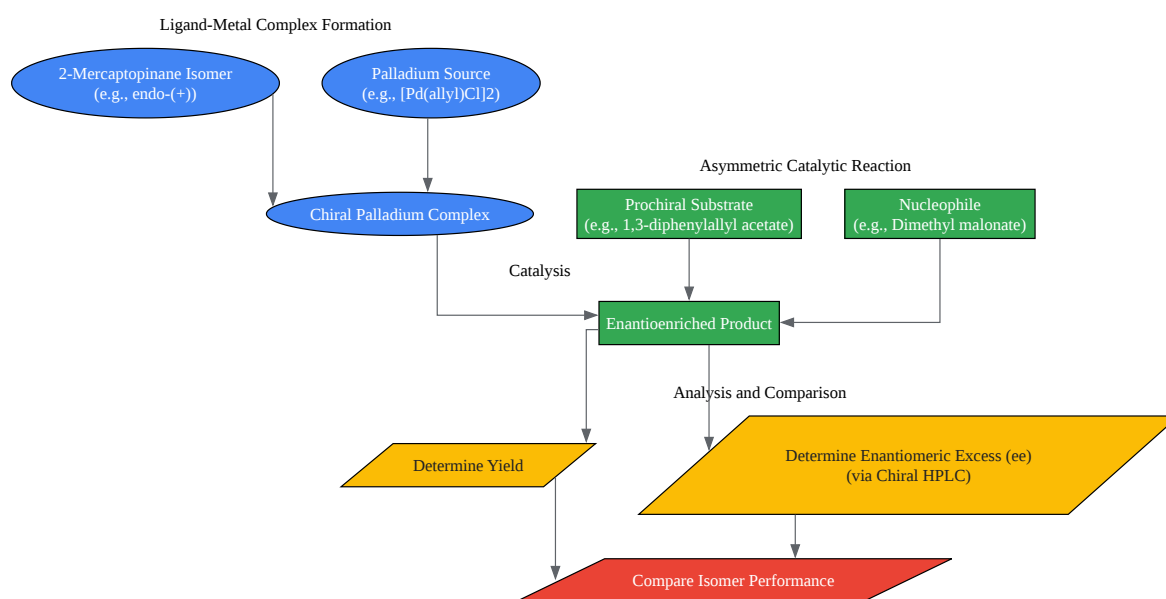 Ligand-Metal Complex Formation
2-Mercaptopinane Isomer
(e.g., endo-(+))
Palladium Source
(e.g., [Pd(allyl)Cl]2)
Asymmetric Catalytic Reaction
Chiral Palladium Complex
Prochiral Substrate
(e.g., 1,3-diphenylallyl acetate)
Nucleophile
(e.g., Dimethyl malonate)
Catalysis
Enantioenriched Product
Analysis and Comparison
Determine Yield
Determine Enantiomeric Excess (ee)
(via Chiral HPLC)
Compare Isomer Performance